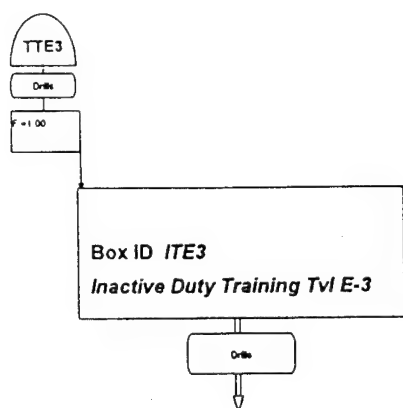 TTE3
Drills
F =1.00
Box ID ITE3
Inactive Duty Training Tvl E-3
Drills